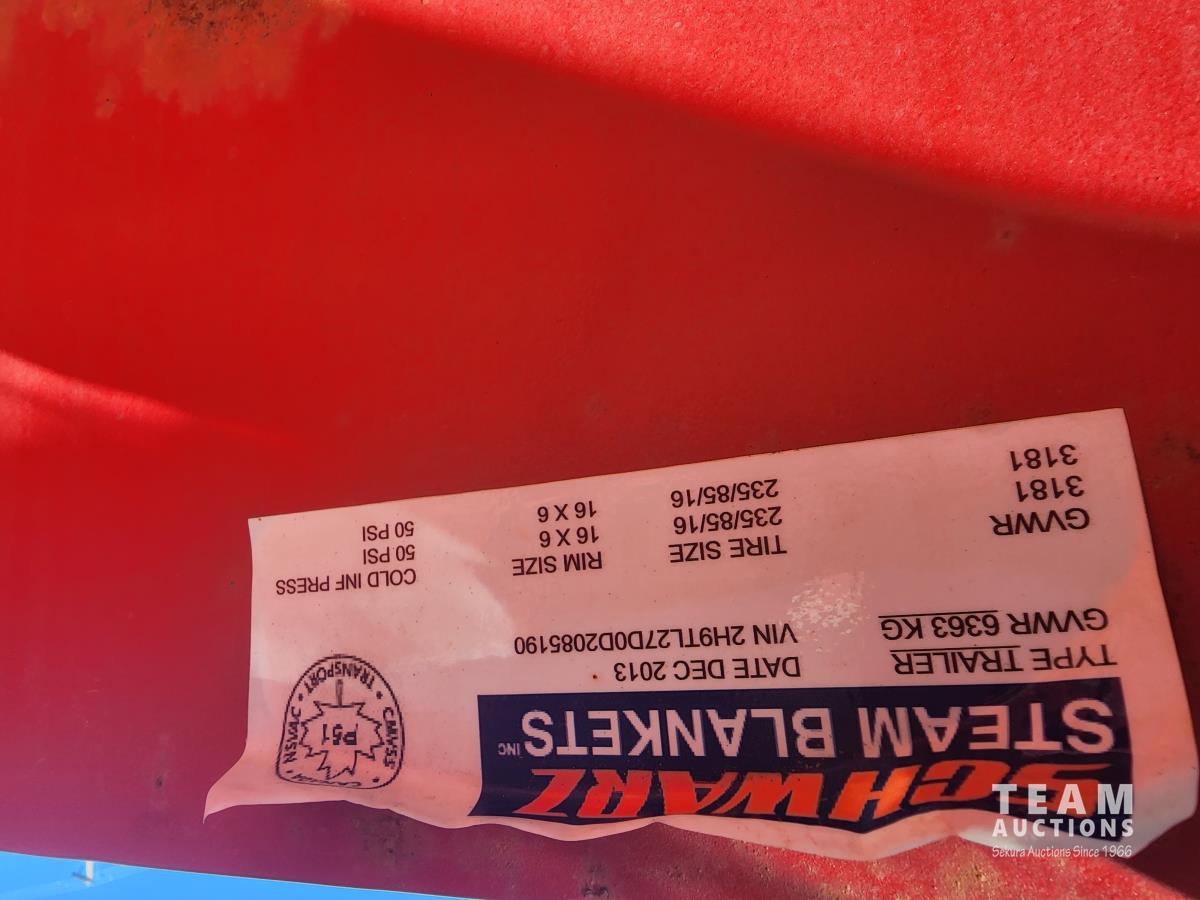 SCHWARZ
STEAM BLANKETS INC
TYPE TRAILER DATE DEC 2013
GVWR 6363 KG VIN 2H9TL27D0D2085190
GVWR TIRE SIZE RIM SIZE COLD INF PRESS
3181 235/85/16 16 X 6 50 PSI
3181 235/85/16 16 X 6 50 PSI
NSVAC • CMVSS • TRANSPORT
P51
TEAM
AUCTIONS
Sekura Auctions Since 1966